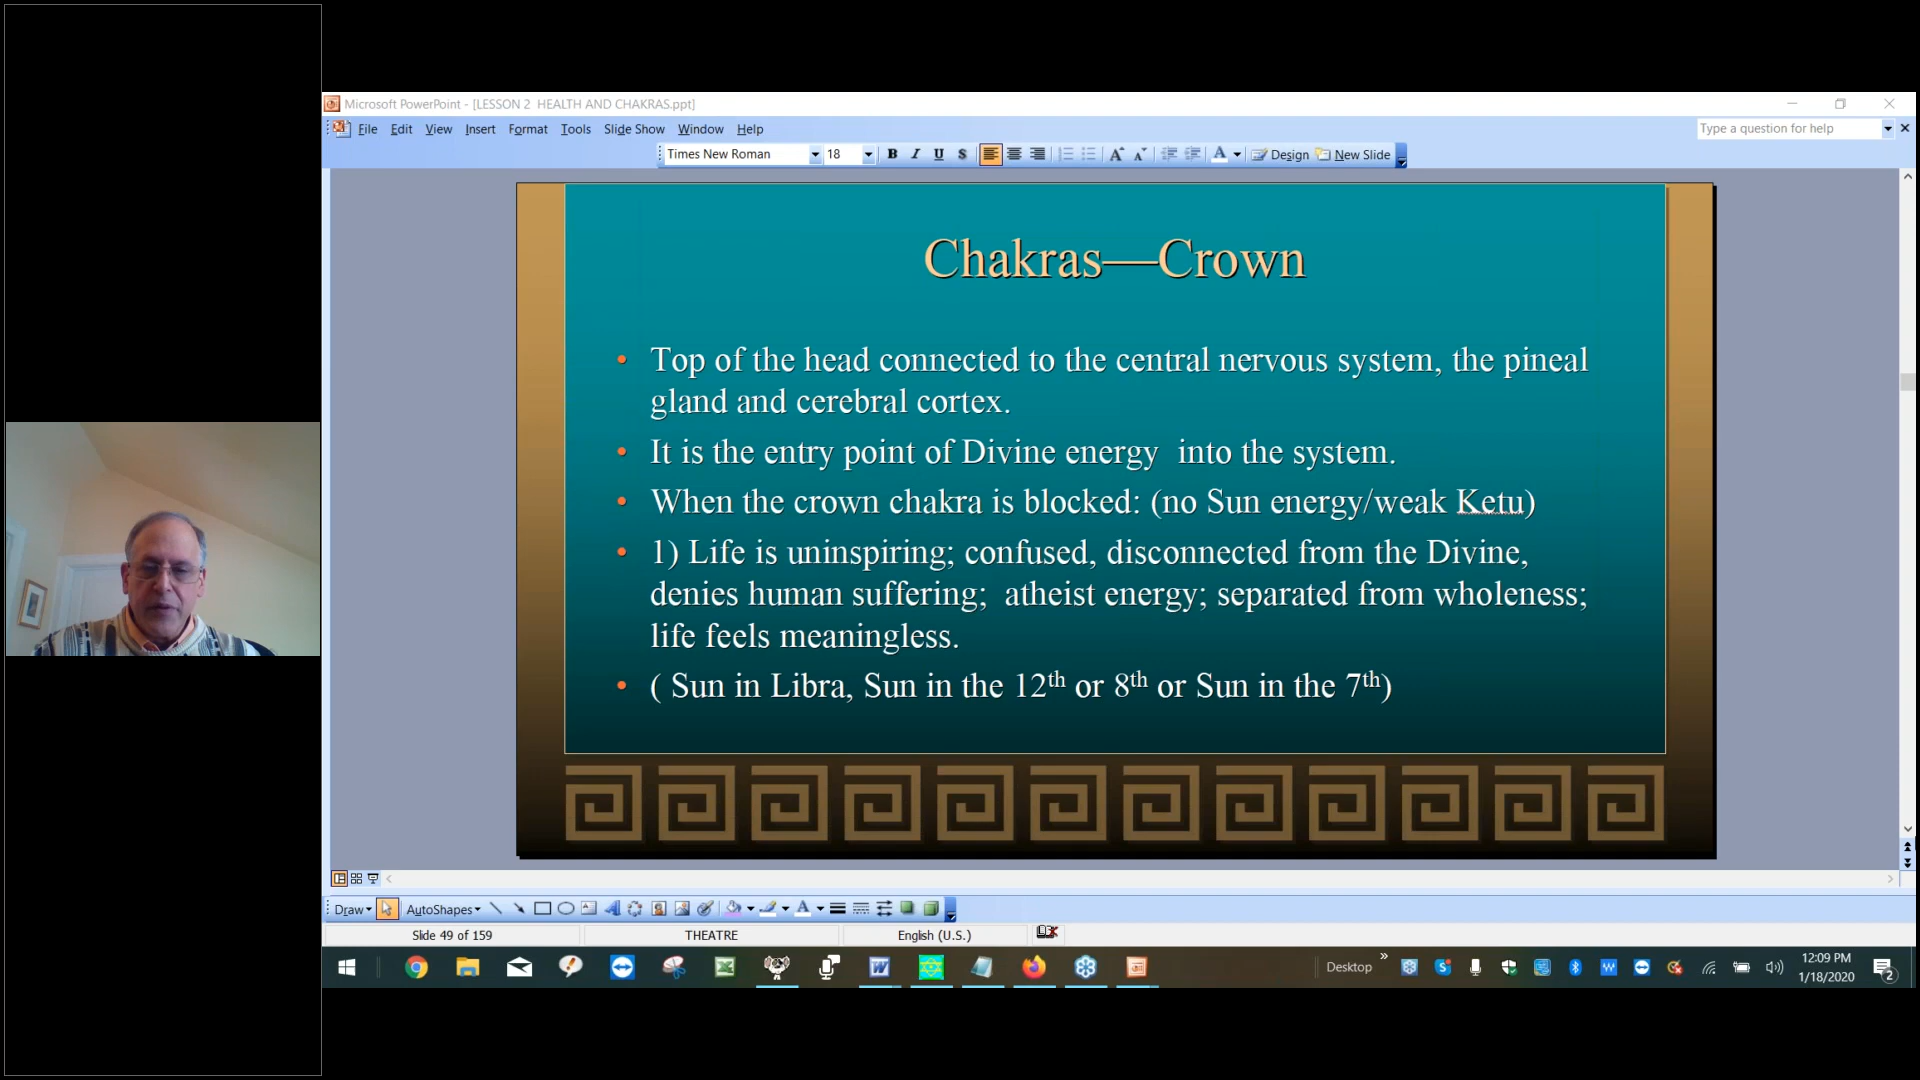 Microsoft PowerPoint - [LESSON 2  HEALTH AND CHAKRAS.ppt]
File Edit View Insert Format Tools Slide Show Window Help
Type a question for help
Times New Roman 18 B I U S A A A Design New Slide
Chakras—Crown
• Top of the head connected to the central nervous system, the pineal
gland and cerebral cortex.
• It is the entry point of Divine energy  into the system.
• When the crown chakra is blocked: (no Sun energy/weak Ketu)
• 1) Life is uninspiring; confused, disconnected from the Divine,
denies human suffering;  atheist energy; separated from wholeness;
life feels meaningless.
• ( Sun in Libra, Sun in the 12th or 8th or Sun in the 7th)
Draw AutoShapes A
Slide 49 of 159 THEATRE English (U.S.)
Desktop
12:09 PM
1/18/2020
2